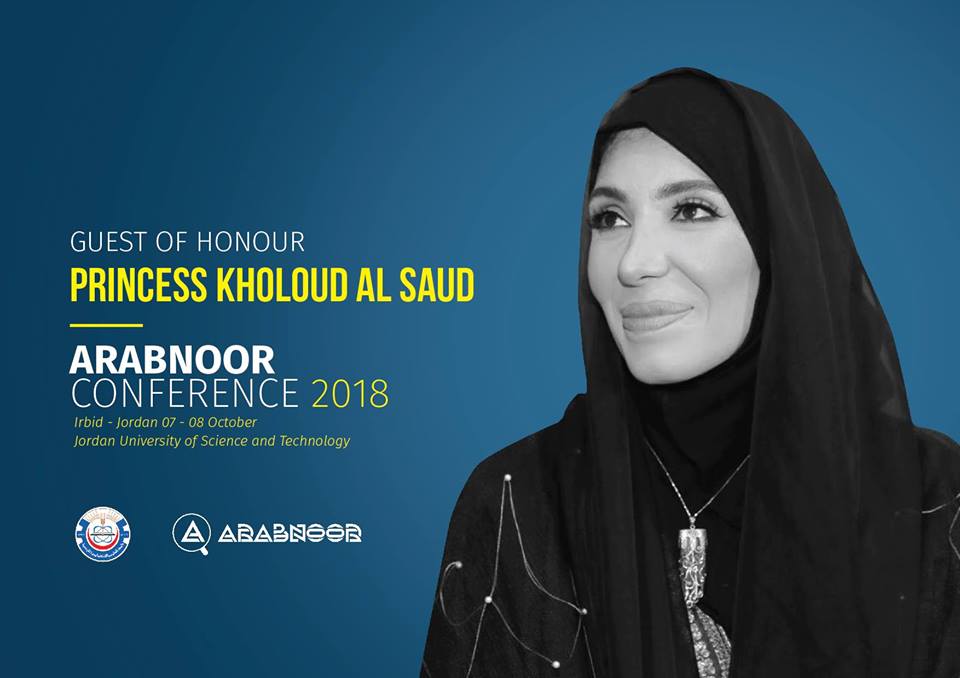 GUEST OF HONOUR
PRINCESS KHOLOUD AL SAUD
ARABNOOR
CONFERENCE 2018
Irbid - Jordan 07 - 08 October
Jordan University of Science and Technology
ARABNOOR